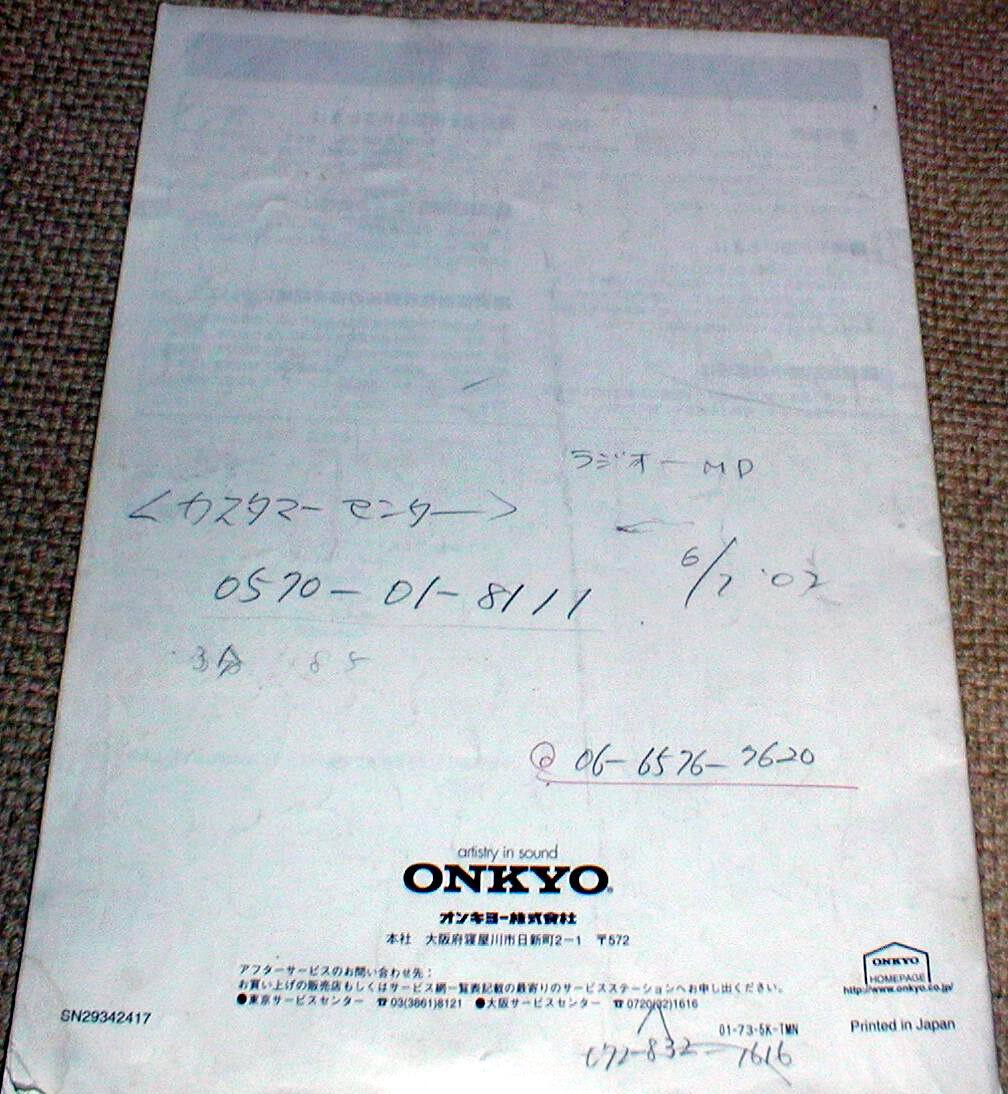 ラジオーMD
<カスタマーセンター>
6/7 '02
0570-01-8111
3分 85
06-6576-7620
artistry in sound
ONKYO
オンキヨー株式会社
本社 大阪府寝屋川市日新町2-1 〒572
アフターサービスのお問い合わせ先:
お買い上げの販売店もしくはサービス網一覧表記載の最寄りのサービスステーションへお申し出ください。
●東京サービスセンター ☎03(3861)8121 ●大阪サービスセンター ☎0720(32)1616
ONKYO
HOMEPAGE
http://www.onkyo.co.jp/
SN29342417
01-73-5K-TMN
Printed in Japan
072-832-1616